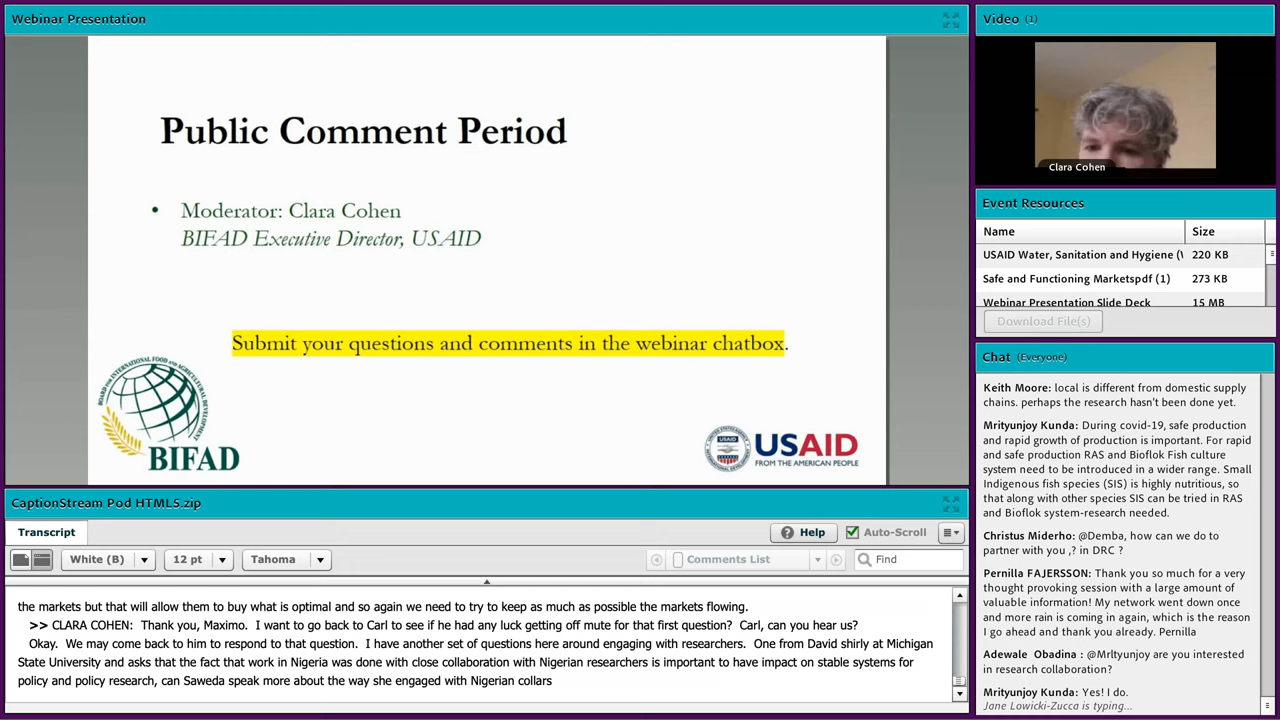 Webinar Presentation
Public Comment Period
• Moderator: Clara Cohen
BIFAD Executive Director, USAID
Submit your questions and comments in the webinar chatbox.
BOARD FOR INTERNATIONAL FOOD AND AGRICULTURAL DEVELOPMENT
BIFAD
USAID
USAID
FROM THE AMERICAN PEOPLE
CaptionStream Pod HTML5.zip
Transcript
Help
Auto-Scroll
White (B)
12 pt
Tahoma
Comments List
Find
the markets but that will allow them to buy what is optimal and so again we need to try to keep as much as possible the markets flowing.
>> CLARA COHEN: Thank you, Maximo. I want to go back to Carl to see if he had any luck getting off mute for that first question? Carl, can you hear us?
Okay. We may come back to him to respond to that question. I have another set of questions here around engaging with researchers. One from David shirly at Michigan
State University and asks that the fact that work in Nigeria was done with close collaboration with Nigerian researchers is important to have impact on stable systems for
policy and policy research, can Saweda speak more about the way she engaged with Nigerian collars
Video (1)
Clara Cohen
Event Resources
Name
Size
USAID Water, Sanitation and Hygiene (
220 KB
Safe and Functioning Marketspdf (1)
273 KB
Webinar Presentation Slide Deck
15 MB
Download File(s)
Chat (Everyone)
Keith Moore: local is different from domestic supply
chains. perhaps the research hasn't been done yet.
Mrityunjoy Kunda: During covid-19, safe production
and rapid growth of production is important. For rapid
and safe production RAS and Bioflok Fish culture
system need to be introduced in a wider range. Small
Indigenous fish species (SIS) is highly nutritious, so
that along with other species SIS can be tried in RAS
and Bioflok system-research needed.
Christus Miderho: @Demba, how can we do to
partner with you ,? in DRC ?
Pernilla FAJERSSON: Thank you so much for a very
thought provoking session with a large amount of
valuable information! My network went down once
and more rain is coming in again, which is the reason
I go ahead and thank you already. Pernilla
Adewale Obadina : @MrItyunjoy are you interested
in research collaboration?
Mrityunjoy Kunda: Yes! I do.
Jane Lowicki-Zucca is typing...